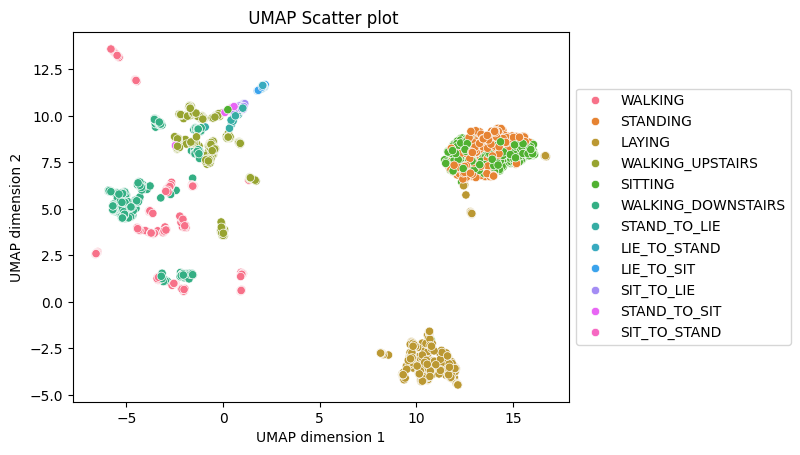 UMAP Scatter plot
UMAP dimension 2
12.5
10.0
7.5
5.0
2.5
0.0
−2.5
−5.0
−5
0
5
10
15
UMAP dimension 1
WALKING
STANDING
LAYING
WALKING_UPSTAIRS
SITTING
WALKING_DOWNSTAIRS
STAND_TO_LIE
LIE_TO_STAND
LIE_TO_SIT
SIT_TO_LIE
STAND_TO_SIT
SIT_TO_STAND